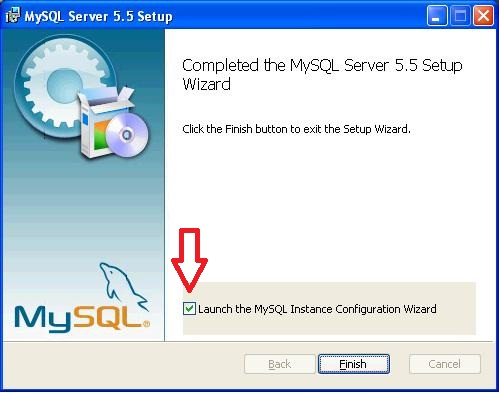 MySQL Server 5.5 Setup
Completed the MySQL Server 5.5 Setup
Wizard
Click the Finish button to exit the Setup Wizard.
Launch the MySQL Instance Configuration Wizard
MySQL®
Back Finish Cancel